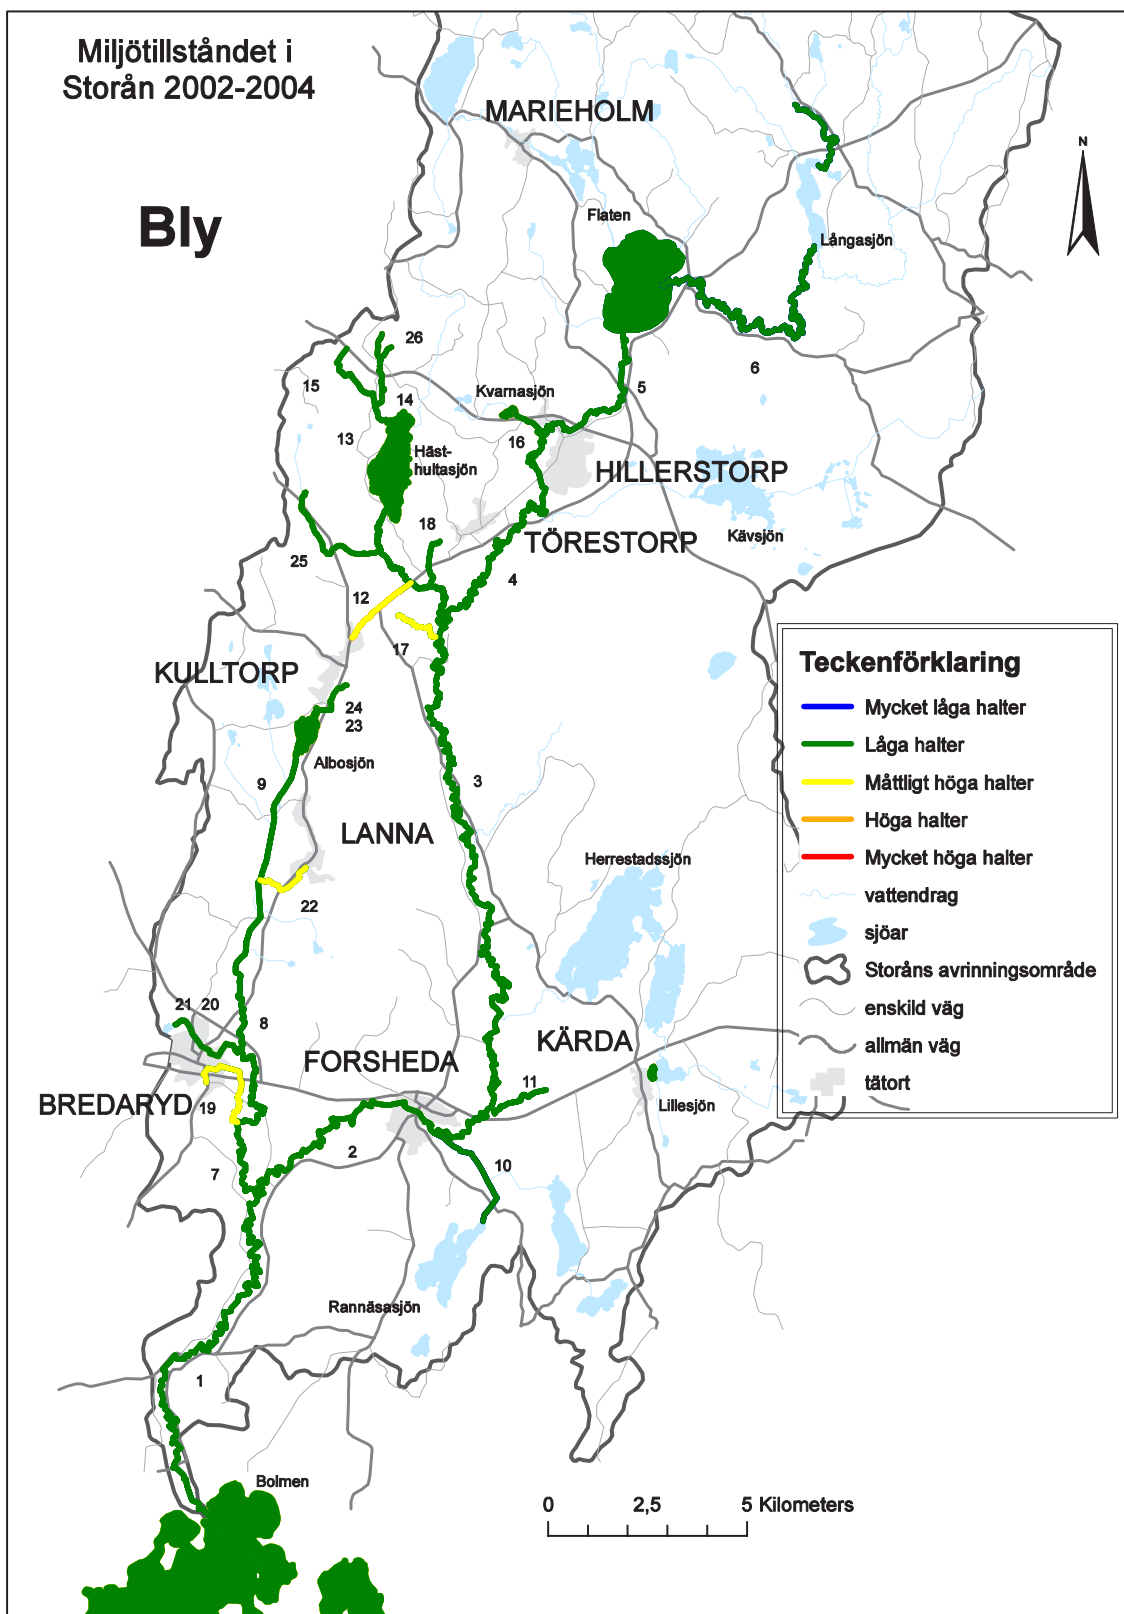 Miljötillståndet i
Storån 2002-2004
Bly
MARIEHOLM
N
Flaten
Långasjön
26
15
14
Kvarnasjön
5
6
13
16
Häst-
hultasjön
HILLERSTORP
18
TÖRESTORP
Kävsjön
25
4
12
17
KULLTORP
24
23
Albosjön
9
3
LANNA
Herrestadssjön
22
21
20
8
FORSHEDA
KÄRDA
11
BREDARYD
19
Lillesjön
2
10
7
Rannäsasjön
1
Bolmen
Teckenförklaring
Mycket låga halter
Låga halter
Måttligt höga halter
Höga halter
Mycket höga halter
vattendrag
sjöar
Storåns avrinningsområde
enskild väg
allmän väg
tätort
0 2,5 5 Kilometers